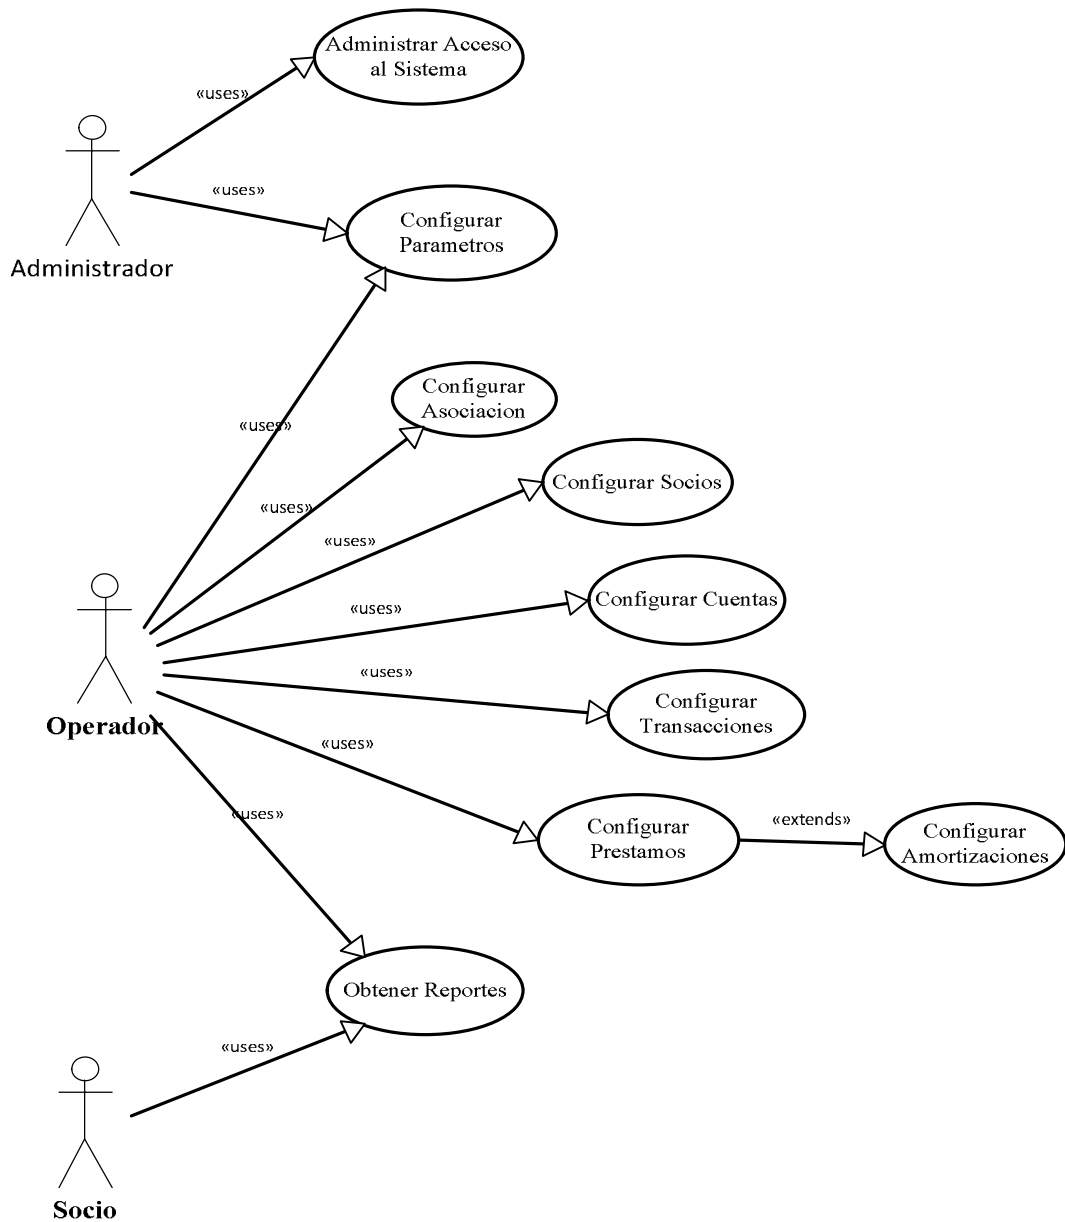 Administrar Acceso
al Sistema
«uses»
«uses»
Configurar
Parametros
Administrador
Configurar
Asociacion
«uses»
Configurar Socios
«uses»
«uses»
Configurar Cuentas
«uses»
«uses»
Configurar
Transacciones
Operador
«uses»
Configurar
Prestamos
«extends»
Configurar
Amortizaciones
«uses»
Obtener Reportes
«uses»
Socio